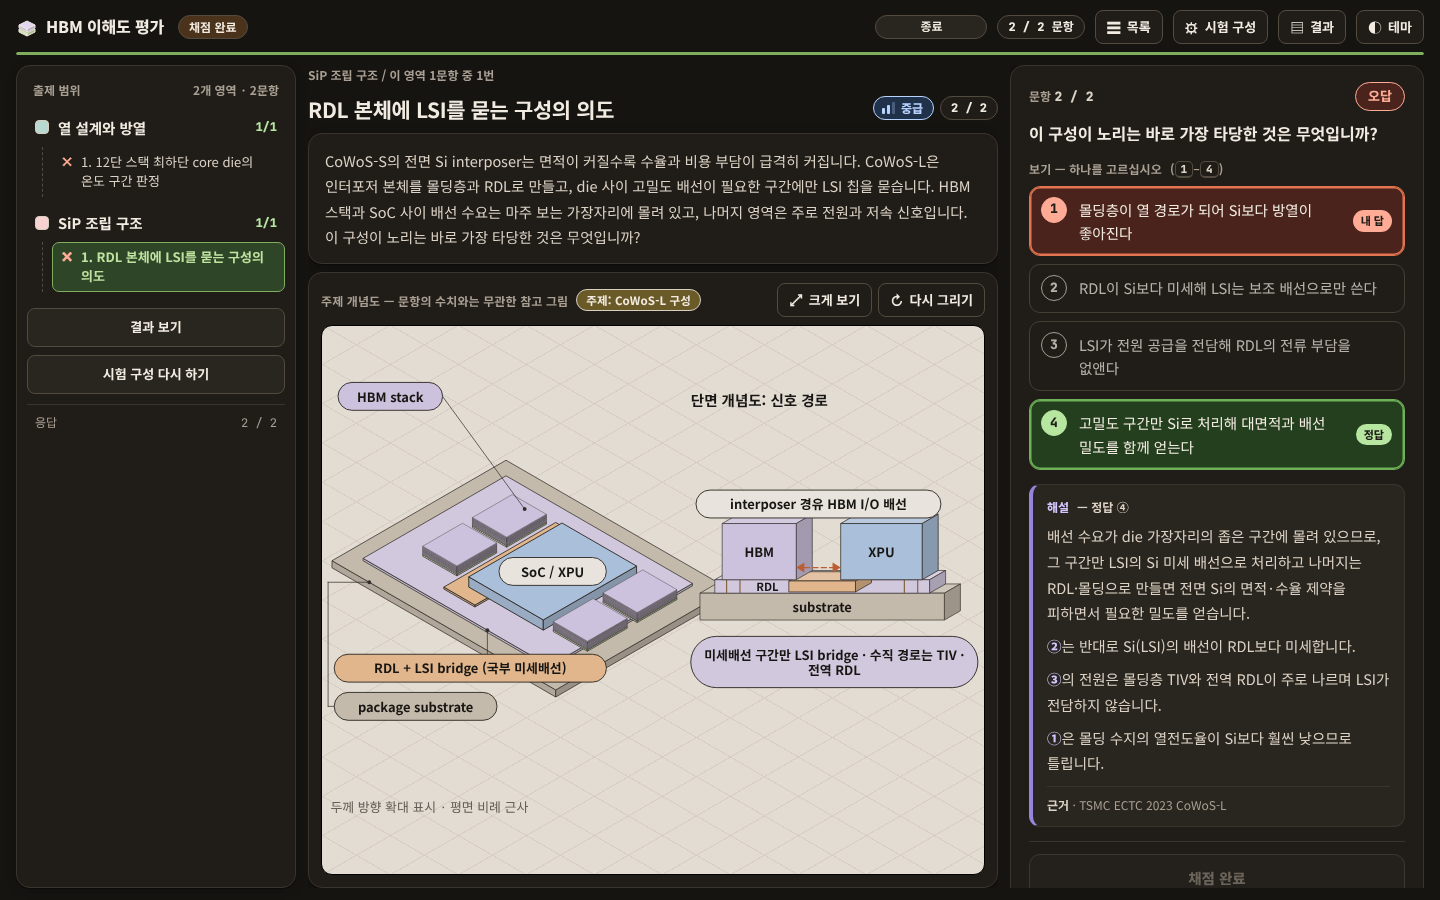 HBM 이해도 평가
채점 완료
종료
2 / 2 문항
목록
시험 구성
결과
테마
출제 범위
2개 영역 · 2문항
열 설계와 방열
1/1
1. 12단 스택 최하단 core die의
온도 구간 판정
SiP 조립 구조
1/1
1. RDL 본체에 LSI를 묻는 구성의
의도
결과 보기
시험 구성 다시 하기
응답
2 / 2
SiP 조립 구조 / 이 영역 1문항 중 1번
RDL 본체에 LSI를 묻는 구성의 의도
중급
2 / 2
CoWoS-S의 전면 Si interposer는 면적이 커질수록 수율과 비용 부담이 급격히 커집니다. CoWoS-L은
인터포저 본체를 몰딩층과 RDL로 만들고, die 사이 고밀도 배선이 필요한 구간에만 LSI 칩을 묻습니다. HBM
스택과 SoC 사이 배선 수요는 마주 보는 가장자리에 몰려 있고, 나머지 영역은 주로 전원과 저속 신호입니다.
이 구성이 노리는 바로 가장 타당한 것은 무엇입니까?
주제 개념도 — 문항의 수치와는 무관한 참고 그림
주제: CoWoS-L 구성
크게 보기
다시 그리기
HBM stack
단면 개념도: 신호 경로
interposer 경유 HBM I/O 배선
HBM
XPU
SoC / XPU
RDL
substrate
RDL + LSI bridge (국부 미세배선)
미세배선 구간만 LSI bridge · 수직 경로는 TIV ·
전역 RDL
package substrate
두께 방향 확대 표시 · 평면 비례 근사
문항 2 / 2
오답
이 구성이 노리는 바로 가장 타당한 것은 무엇입니까?
보기 — 하나를 고르십시오 (1–4)
1
몰딩층이 열 경로가 되어 Si보다 방열이
좋아진다
내 답
2
RDL이 Si보다 미세해 LSI는 보조 배선으로만 쓴다
3
LSI가 전원 공급을 전담해 RDL의 전류 부담을
없앤다
4
고밀도 구간만 Si로 처리해 대면적과 배선
밀도를 함께 얻는다
정답
해설 — 정답 ④
배선 수요가 die 가장자리의 좁은 구간에 몰려 있으므로,
그 구간만 LSI의 Si 미세 배선으로 처리하고 나머지는
RDL·몰딩으로 만들면 전면 Si의 면적·수율 제약을
피하면서 필요한 밀도를 얻습니다.
②는 반대로 Si(LSI)의 배선이 RDL보다 미세합니다.
③의 전원은 몰딩층 TIV와 전역 RDL이 주로 나르며 LSI가
전담하지 않습니다.
①은 몰딩 수지의 열전도율이 Si보다 훨씬 낮으므로
틀립니다.
근거 · TSMC ECTC 2023 CoWoS-L
채점 완료